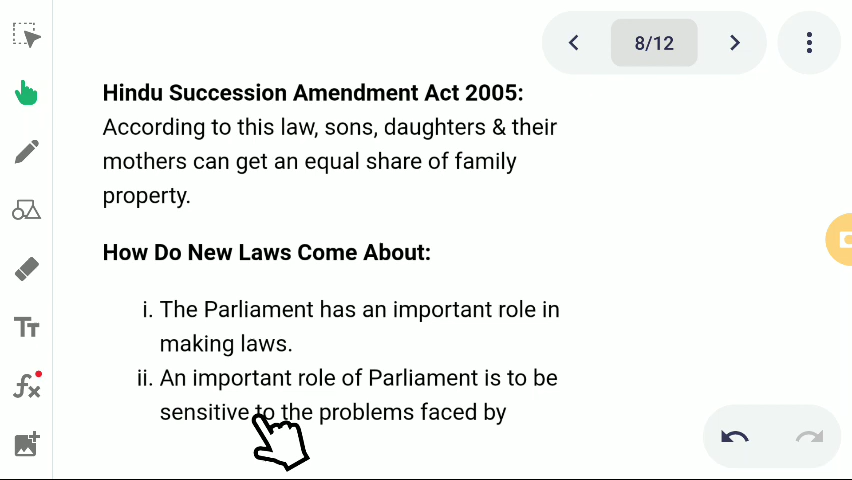 8/12
Hindu Succession Amendment Act 2005:
According to this law, sons, daughters & their
mothers can get an equal share of family
property.
How Do New Laws Come About:
i. The Parliament has an important role in
making laws.
ii. An important role of Parliament is to be
sensitive to the problems faced by
TT
fx